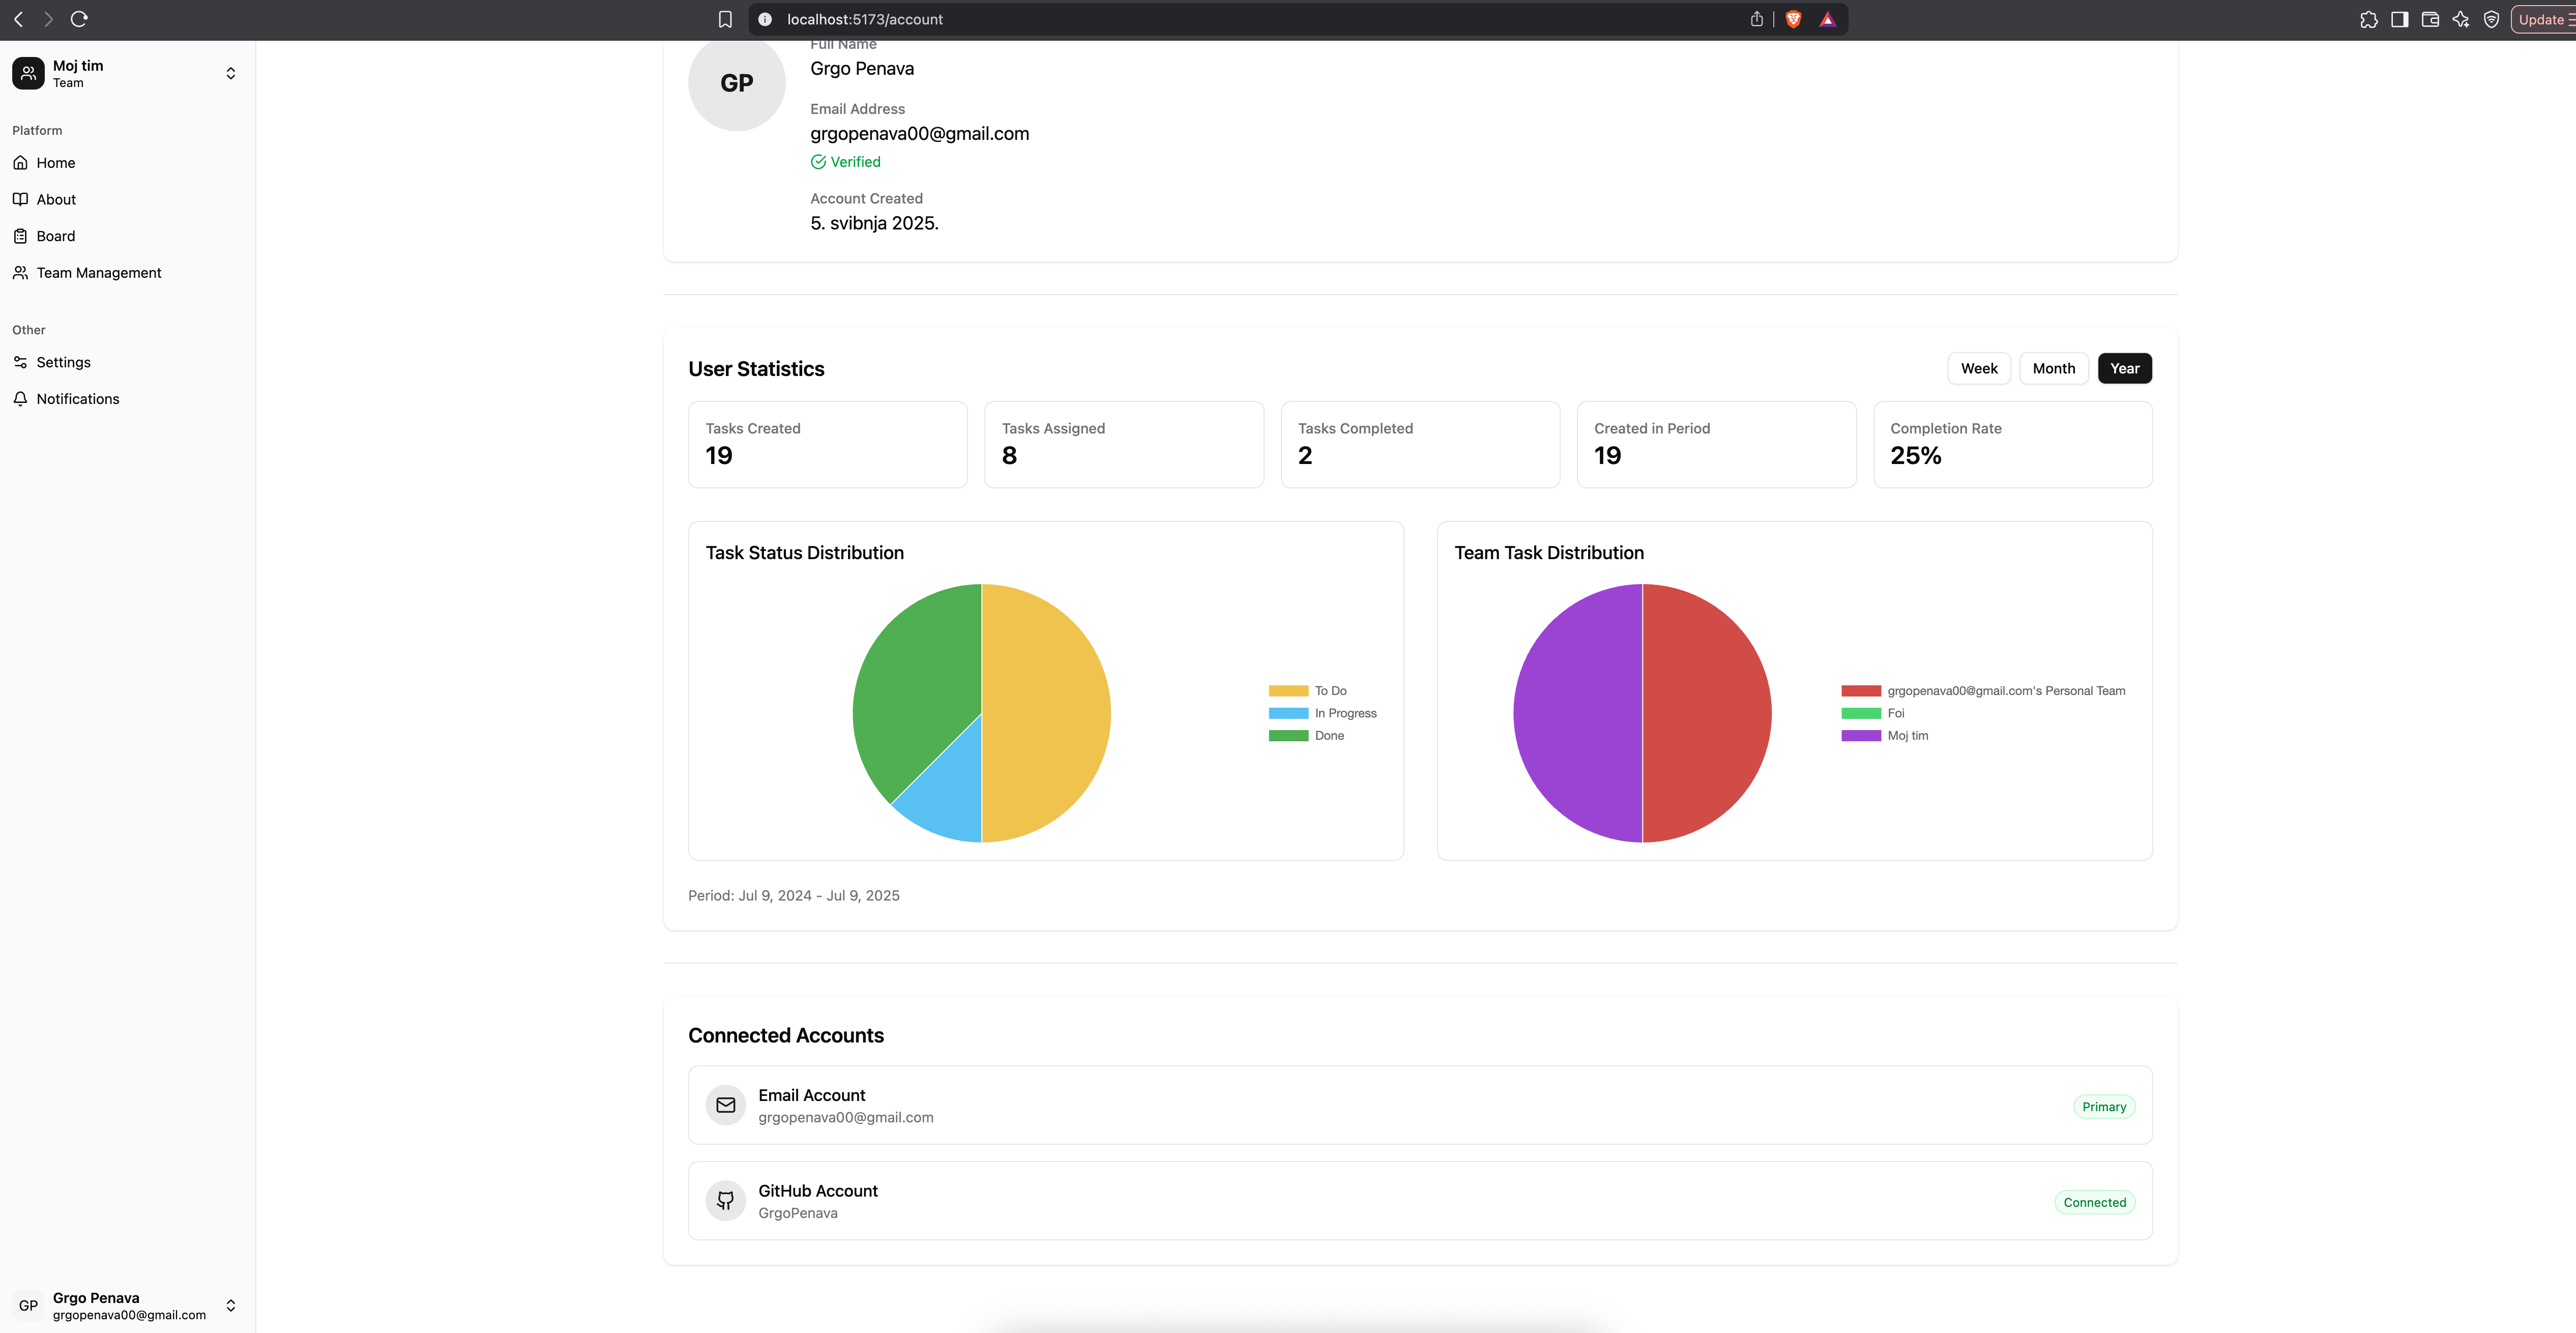 localhost:5173/account
Update
Moj tim
Team
Platform
Home
About
Board
Team Management
Other
Settings
Notifications
GP
Grgo Penava
grgopenava00@gmail.com
GP
Full Name
Grgo Penava
Email Address
grgopenava00@gmail.com
Verified
Account Created
5. svibnja 2025.
User Statistics
Week
Month
Year
Tasks Created
19
Tasks Assigned
8
Tasks Completed
2
Created in Period
19
Completion Rate
25%
Task Status Distribution
To Do
In Progress
Done
Team Task Distribution
grgopenava00@gmail.com's Personal Team
Foi
Moj tim
Period: Jul 9, 2024 - Jul 9, 2025
Connected Accounts
Email Account
grgopenava00@gmail.com
Primary
GitHub Account
GrgoPenava
Connected